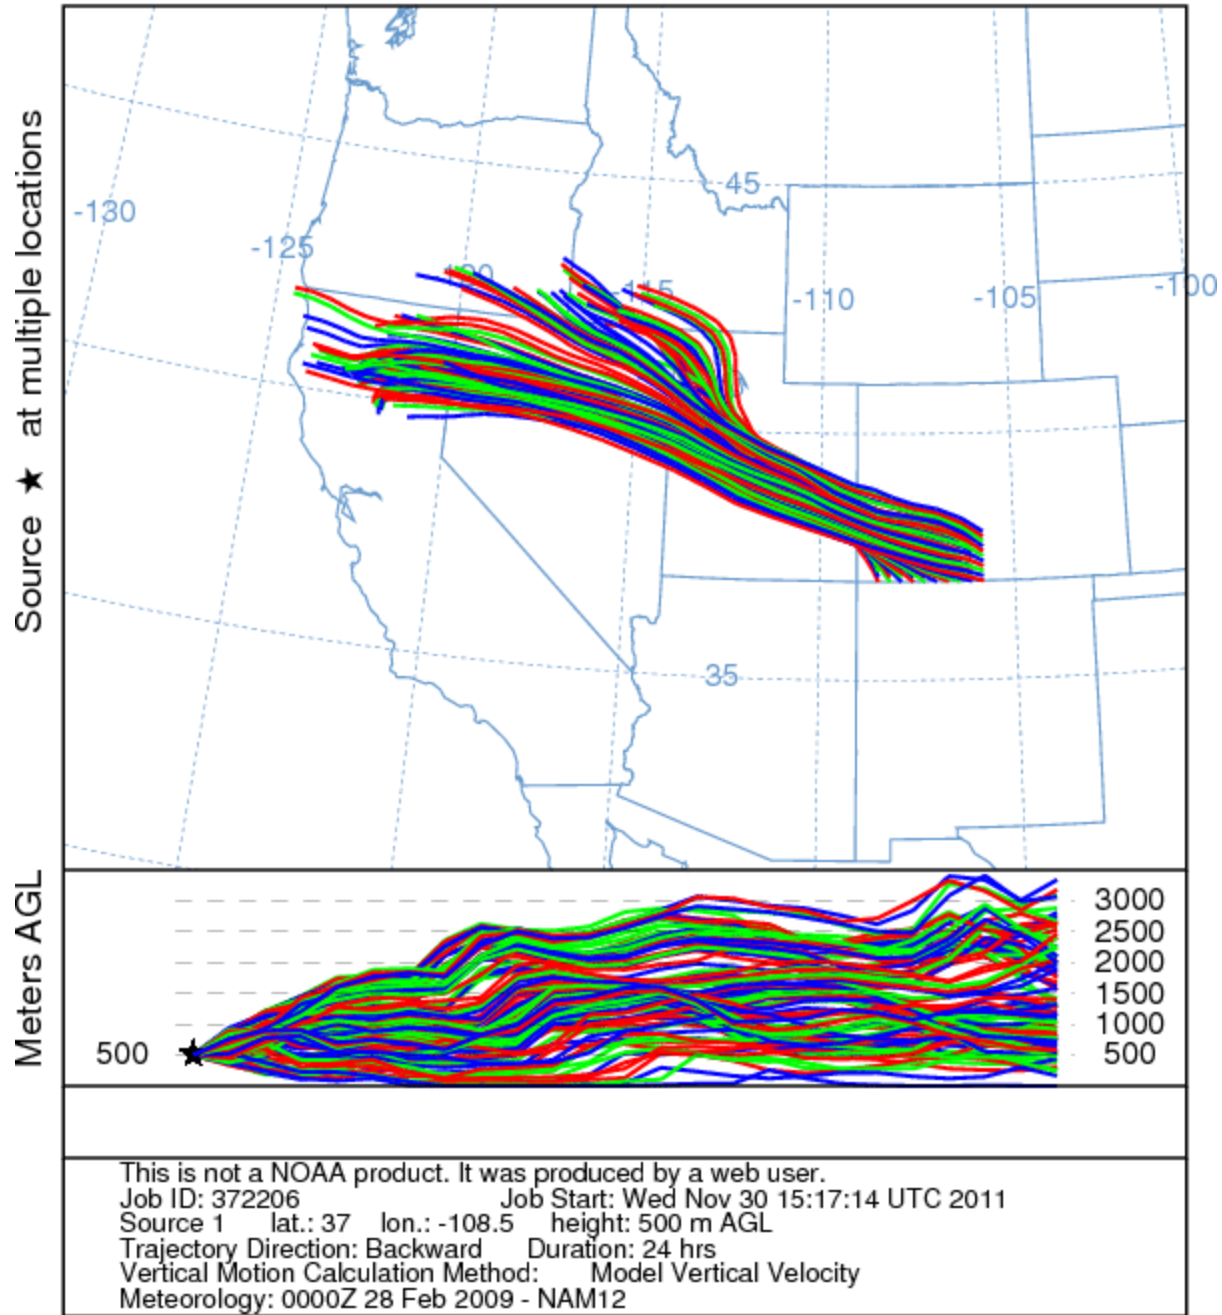 Source ★ at multiple locations
-130
-125
45
-120
-115
-110
-105
-100
35
Meters AGL
500
3000
2500
2000
1500
1000
500
This is not a NOAA product. It was produced by a web user.
Job ID: 372206 Job Start: Wed Nov 30 15:17:14 UTC 2011
Source 1 lat.: 37 lon.: -108.5 height: 500 m AGL
Trajectory Direction: Backward Duration: 24 hrs
Vertical Motion Calculation Method: Model Vertical Velocity
Meteorology: 0000Z 28 Feb 2009 - NAM12